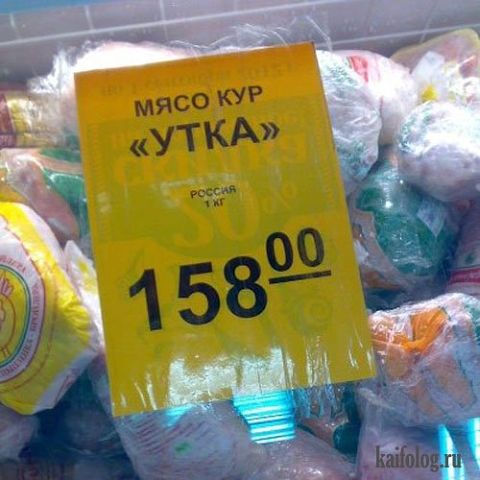 МЯСО КУР
«УТКА»
РОССИЯ
1 КГ
158⁰⁰
kaifolog.ru